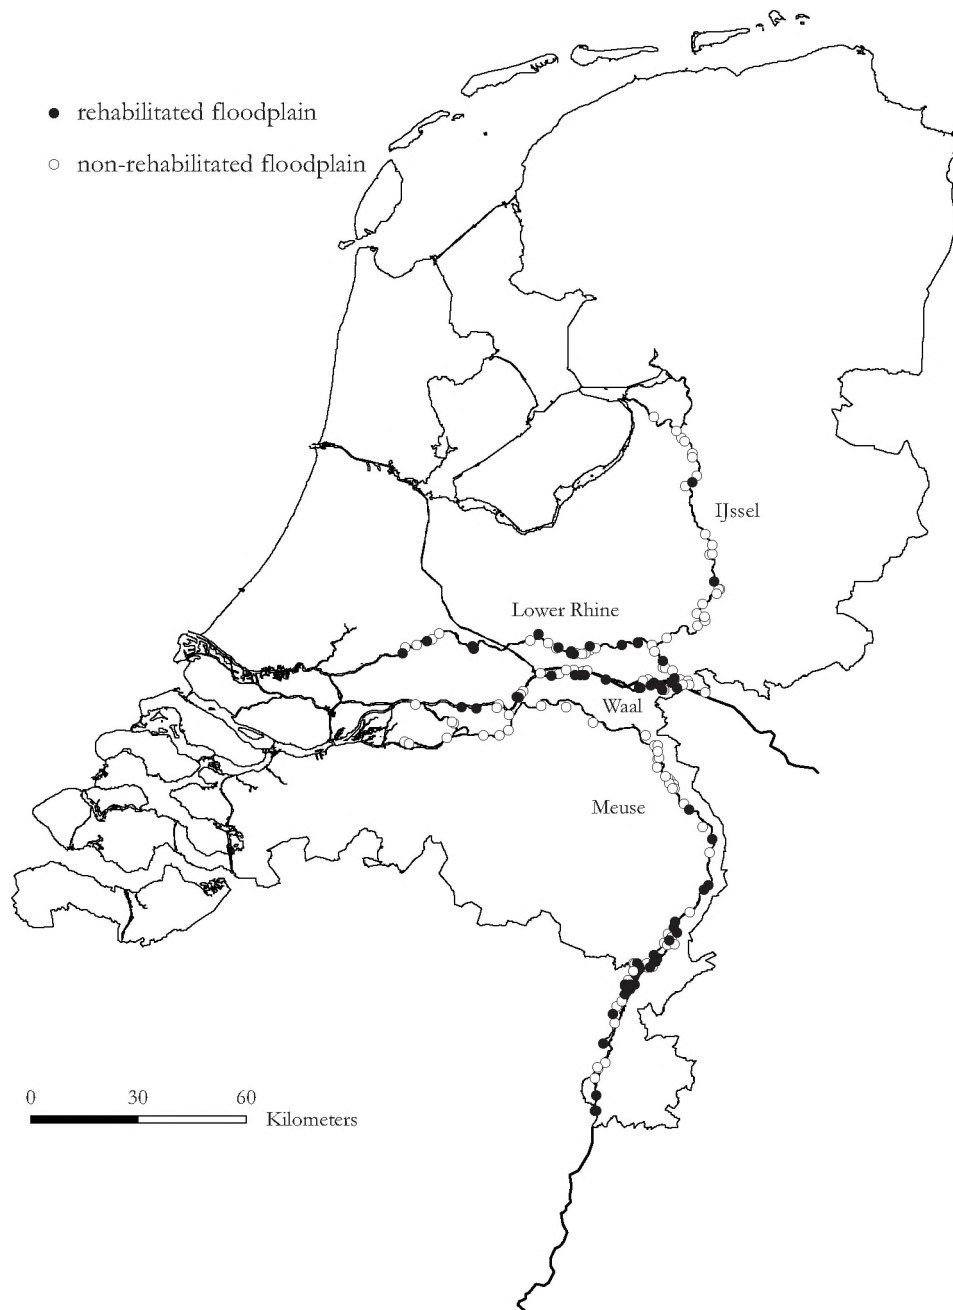 rehabilitated floodplain
non-rehabilitated floodplain
IJssel
Lower Rhine
Waal
Meuse
0 30 60
Kilometers